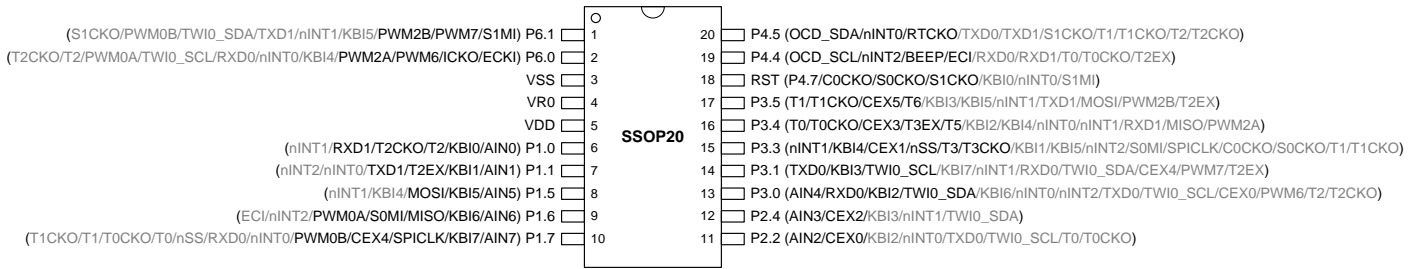 (S1CKO/PWM0B/TWI0_SDA/TXD1/nINT1/KBI5/PWM2B/PWM7/S1MI) P6.1 1 20 P4.5 (OCD_SDA/nINT0/RTCKO/TXD0/TXD1/S1CKO/T1/T1CKO/T2/T2CKO)
(T2CKO/T2/PWM0A/TWI0_SCL/RXD0/nINT0/KBI4/PWM2A/PWM6/ICKO/ECKI) P6.0 2 19 P4.4 (OCD_SCL/nINT2/BEEP/ECI/RXD0/RXD1/T0/T0CKO/T2EX)
VSS 3 18 RST (P4.7/C0CKO/S0CKO/S1CKO/KBI0/nINT0/S1MI)
VR0 4 17 P3.5 (T1/T1CKO/CEX5/T6/KBI3/KBI5/nINT1/TXD1/MOSI/PWM2B/T2EX)
VDD 5 16 P3.4 (T0/T0CKO/CEX3/T3EX/T5/KBI2/KBI4/nINT0/nINT1/RXD1/MISO/PWM2A)
SSOP20
(nINT1/RXD1/T2CKO/T2/KBI0/AIN0) P1.0 6 15 P3.3 (nINT1/KBI4/CEX1/nSS/T3/T3CKO/KBI1/KBI5/nINT2/S0MI/SPICLK/C0CKO/S0CKO/T1/T1CKO)
(nINT2/nINT0/TXD1/T2EX/KBI1/AIN1) P1.1 7 14 P3.1 (TXD0/KBI3/TWI0_SCL/KBI7/nINT1/RXD0/TWI0_SDA/CEX4/PWM7/T2EX)
(nINT1/KBI4/MOSI/KBI5/AIN5) P1.5 8 13 P3.0 (AIN4/RXD0/KBI2/TWI0_SDA/KBI6/nINT0/nINT2/TXD0/TWI0_SCL/CEX0/PWM6/T2/T2CKO)
(ECI/nINT2/PWM0A/S0MI/MISO/KBI6/AIN6) P1.6 9 12 P2.4 (AIN3/CEX2/KBI3/nINT1/TWI0_SDA)
(T1CKO/T1/T0CKO/T0/nSS/RXD0/nINT0/PWM0B/CEX4/SPICLK/KBI7/AIN7) P1.7 10 11 P2.2 (AIN2/CEX0/KBI2/nINT0/TXD0/TWI0_SCL/T0/T0CKO)